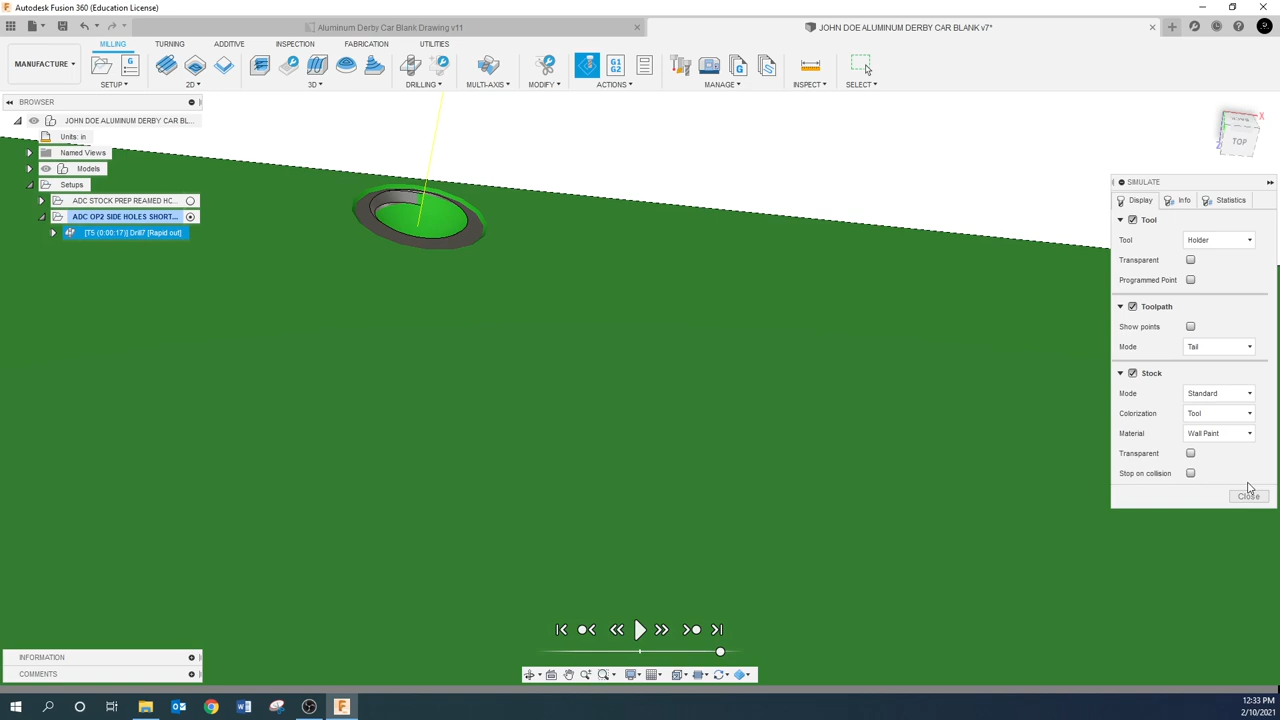 Autodesk Fusion 360 (Education License)
Aluminum Derby Car Blank Drawing v11
JOHN DOE ALUMINUM DERBY CAR BLANK v7*
MILLING TURNING ADDITIVE INSPECTION FABRICATION UTILITIES
MANUFACTURE
G1
G2
SETUP 2D 3D DRILLING MULTI-AXIS MODIFY ACTIONS MANAGE INSPECT SELECT
BROWSER
JOHN DOE ALUMINUM DERBY CAR BL...
Units: in
Named Views
Models
Setups
ADC STOCK PREP REAMED HC...
ADC OP2 SIDE HOLES SHORT...
[T5 (0:00:17)] Drill7 [Rapid out]
X
Z
TOP
SIMULATE
Display Info Statistics
Tool
Tool Holder
Transparent
Programmed Point
Toolpath
Show points
Mode Tail
Stock
Mode Standard
Colorization Tool
Material Wall Paint
Transparent
Stop on collision
Close
INFORMATION
COMMENTS
12:33 PM
2/10/2021